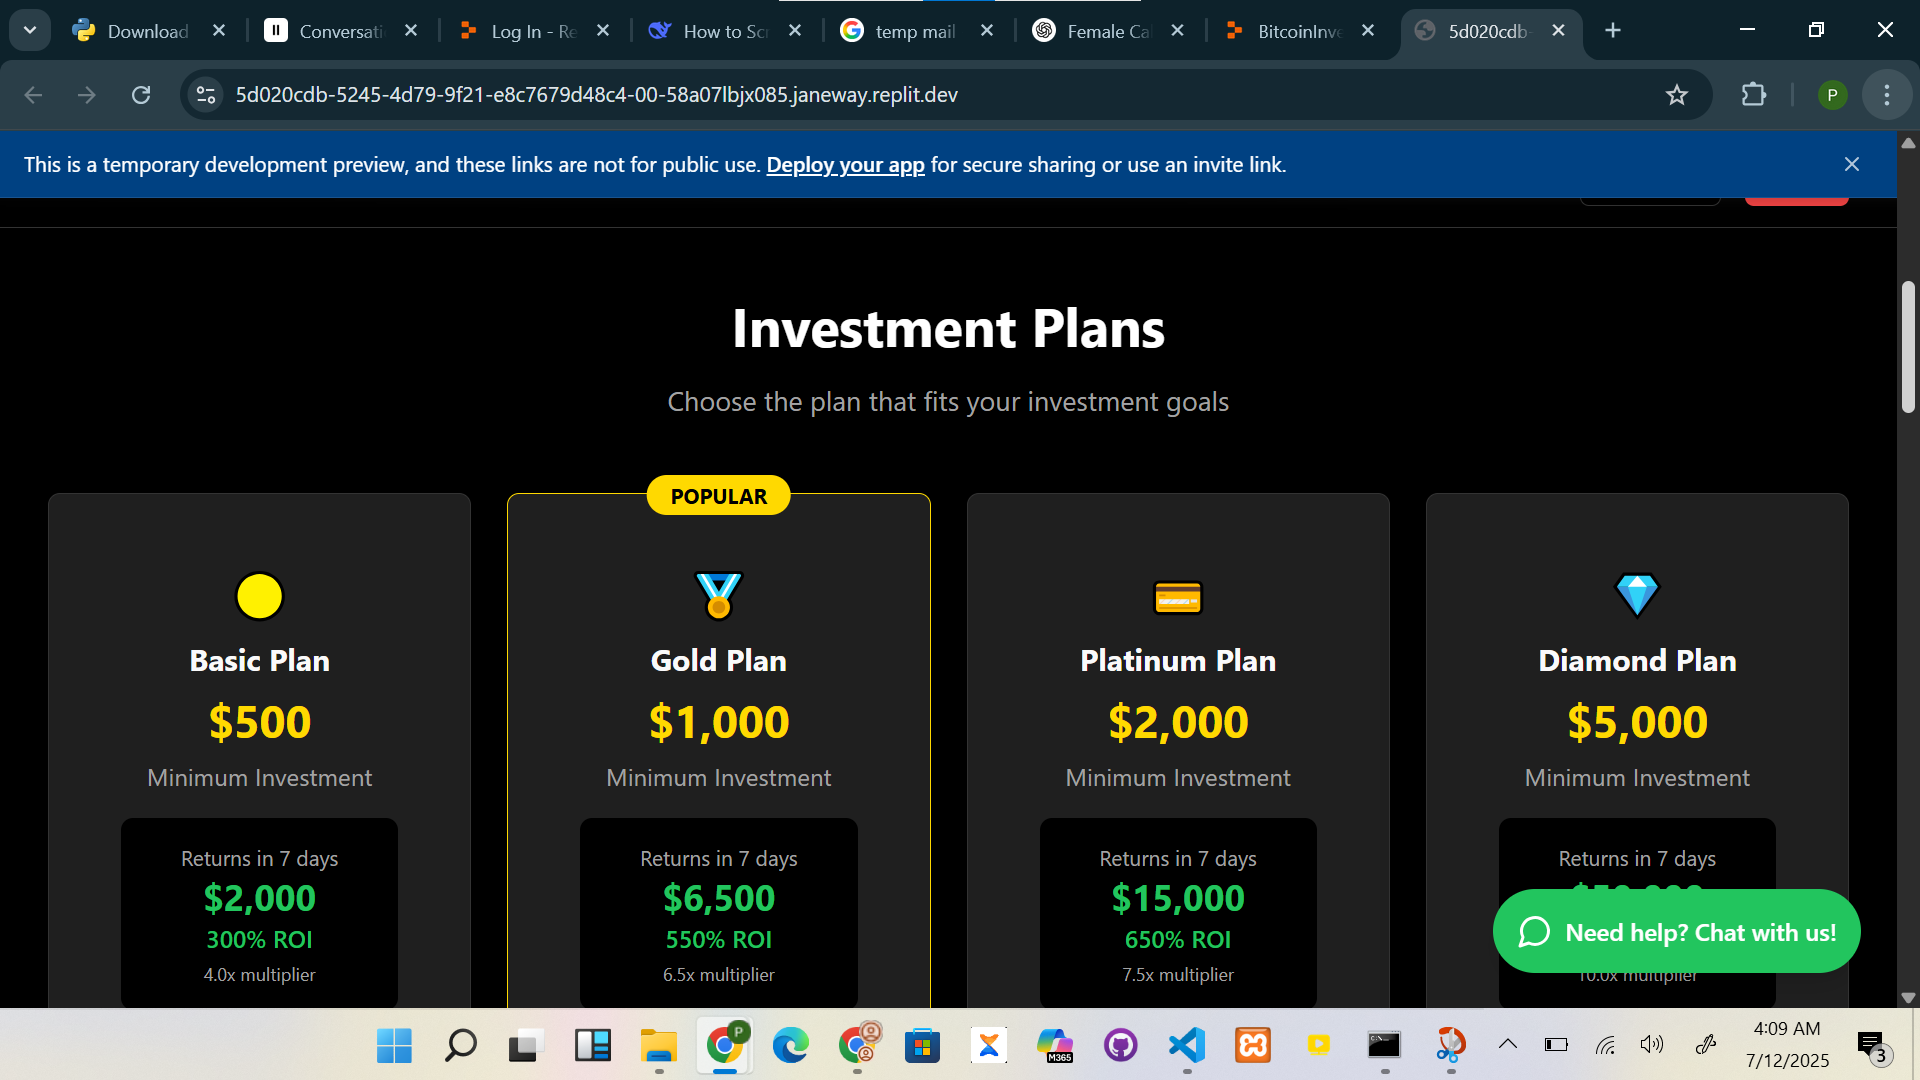 Download
Conversati
Log In - Re
How to Scr
temp mail
Female Cal
BitcoinInve
5d020cdb-
5d020cdb-5245-4d79-9f21-e8c7679d48c4-00-58a07lbjx085.janeway.replit.dev
P
This is a temporary development preview, and these links are not for public use. Deploy your app for secure sharing or use an invite link.
Investment Plans
Choose the plan that fits your investment goals
POPULAR
Basic Plan
$500
Minimum Investment
Returns in 7 days
$2,000
300% ROI
4.0x multiplier
Gold Plan
$1,000
Minimum Investment
Returns in 7 days
$6,500
550% ROI
6.5x multiplier
Platinum Plan
$2,000
Minimum Investment
Returns in 7 days
$15,000
650% ROI
7.5x multiplier
Diamond Plan
$5,000
Minimum Investment
Returns in 7 days
10.0x multiplier
Need help? Chat with us!
P
M365
4:09 AM
7/12/2025
3